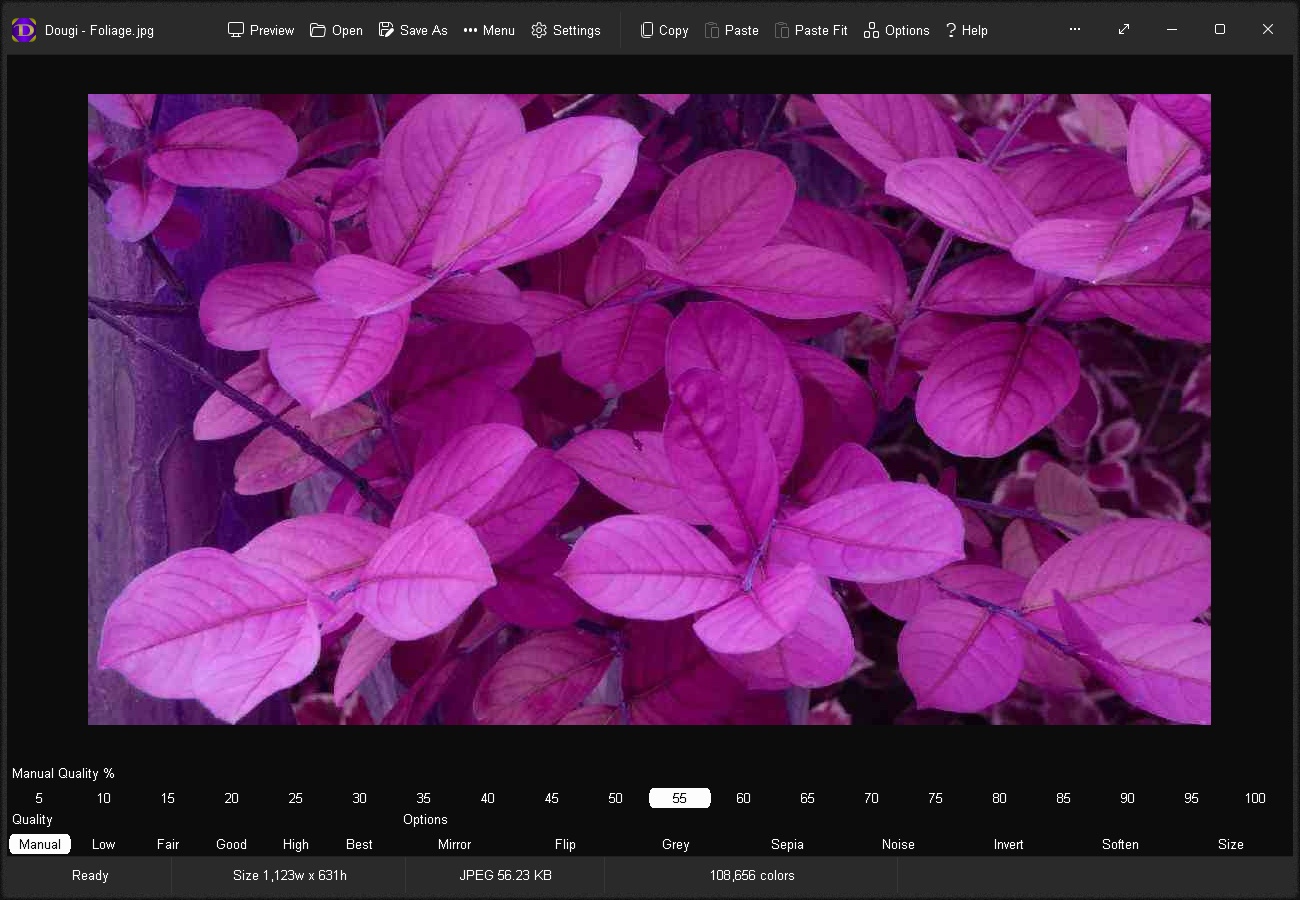 D Dougi - Foliage.jpg Preview Open Save As Menu Settings Copy Paste Paste Fit Options ? Help
Manual Quality %
5 10 15 20 25 30 35 40 45 50 55 60 65 70 75 80 85 90 95 100
Quality Options
Manual Low Fair Good High Best Mirror Flip Grey Sepia Noise Invert Soften Size
Ready Size 1,123w x 631h JPEG 56.23 KB 108,656 colors